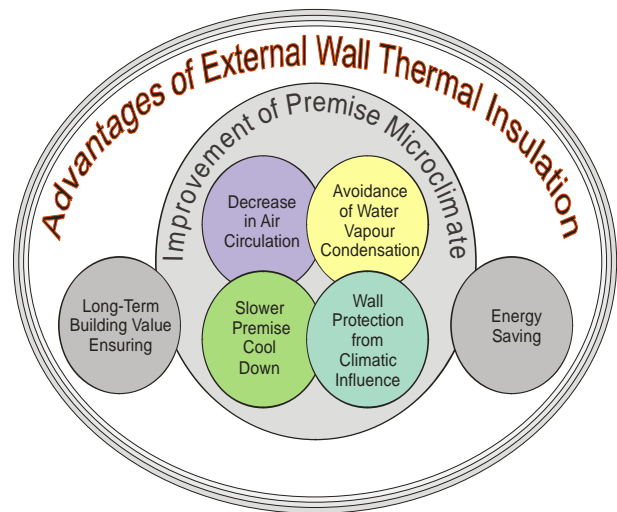 Advantages of External Wall Thermal Insulation
Improvement of Premise Microclimate
Decrease
in Air
Circulation
Avoidance
of Water
Vapour
Condensation
Long-Term
Building Value
Ensuring
Slower
Premise
Cool
Down
Wall
Protection
from
Climatic
Influence
Energy
Saving